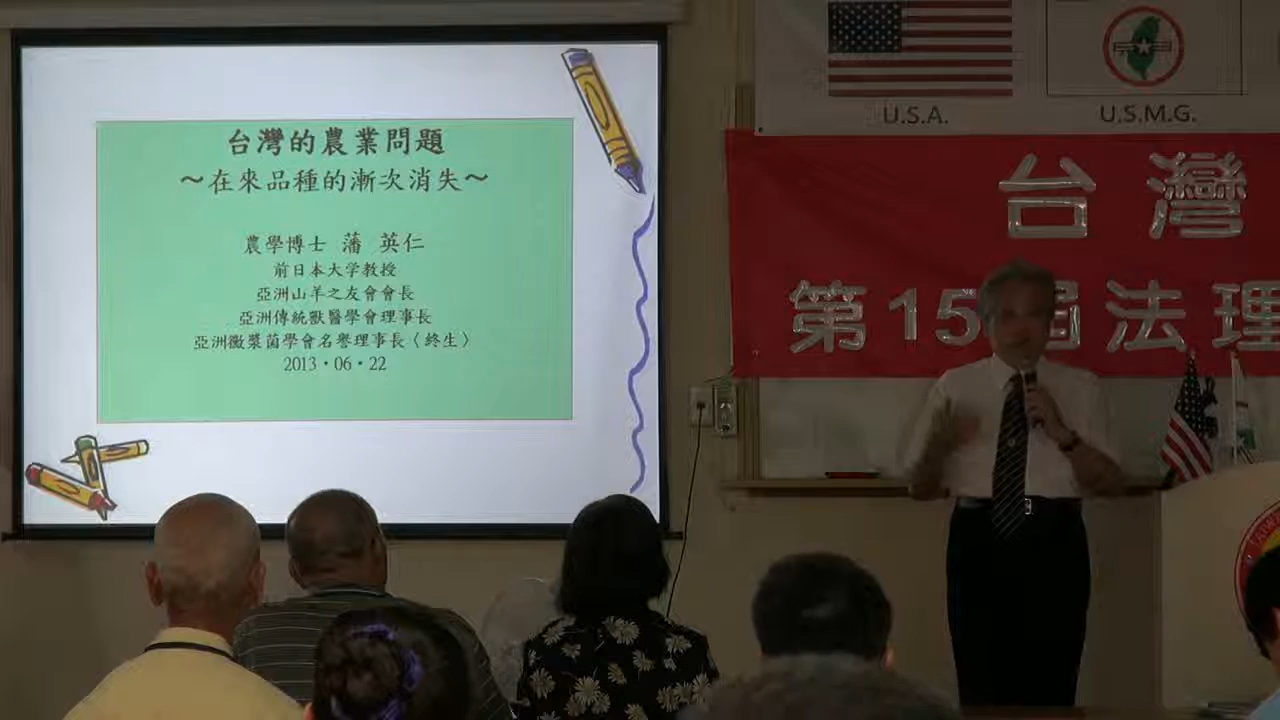 台灣的農業問題
～在來品種的漸次消失～
農學博士 藩 英仁
前日本大学教授
亞洲山羊之友會會長
亞洲傳統獸醫學會理事長
亞洲黴漿菌學會名譽理事長〈終生〉
2013·06·22
U.S.A.
U.S.M.G.
台灣
第15屆法理